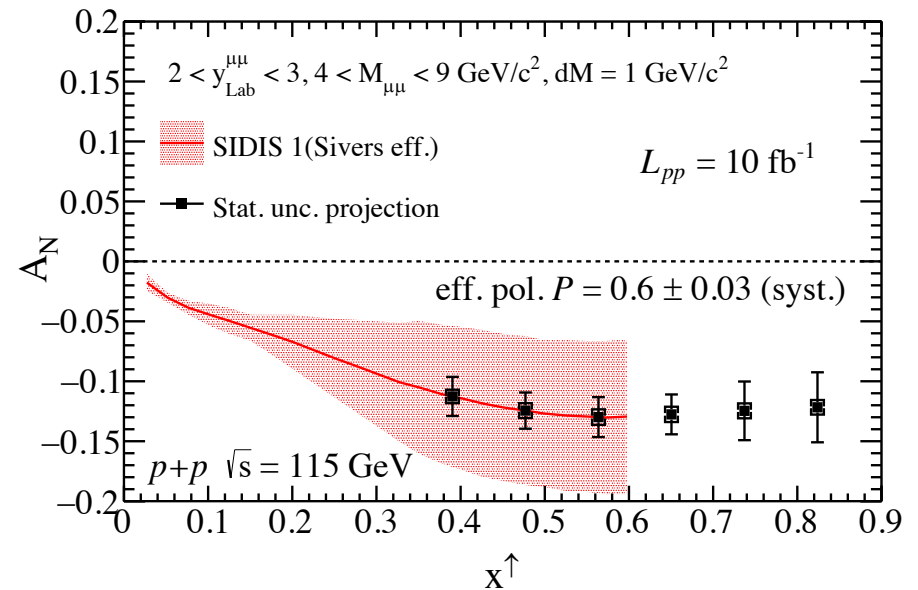 0.2
2 < y_Lab^μμ < 3, 4 < M_μμ < 9 GeV/c², dM = 1 GeV/c²
0.15
SIDIS 1(Sivers eff.)
0.1
L_pp = 10 fb⁻¹
Stat. unc. projection
0.05
0
A_N
eff. pol. P = 0.6 ± 0.03 (syst.)
−0.05
−0.1
−0.15
p+p √s = 115 GeV
−0.2
0 0.1 0.2 0.3 0.4 0.5 0.6 0.7 0.8 0.9
x↑